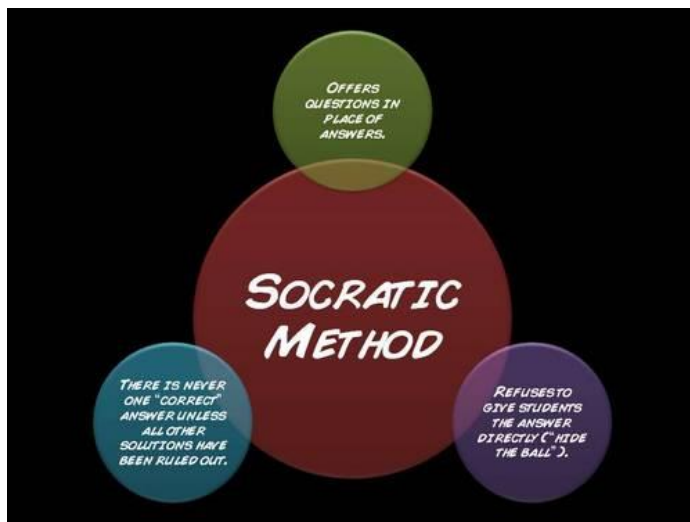 OFFERS
QUESTIONS IN
PLACE OF
ANSWERS.
SOCRATIC
METHOD
THERE IS NEVER
ONE "CORRECT"
ANSWER UNLESS
ALL OTHER
SOLUTIONS HAVE
BEEN RULED OUT.
REFUSES TO
GIVE STUDENTS
THE ANSWER
DIRECTLY ("HIDE
THE BALL").